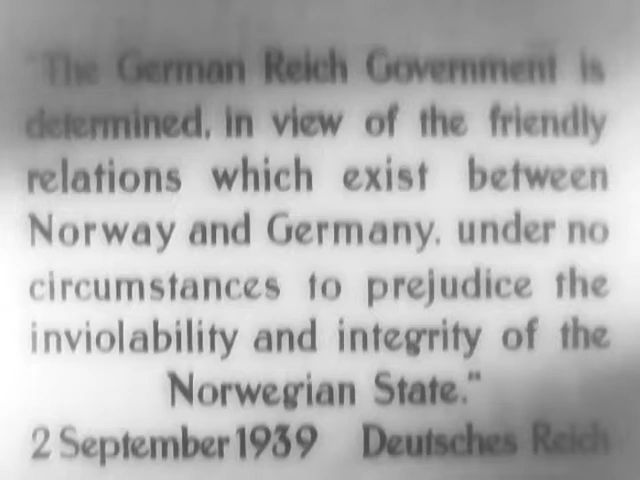 "The German Reich Government is
determined, in view of the friendly
relations which exist between
Norway and Germany, under no
circumstances to prejudice the
inviolability and integrity of the
Norwegian State."
2 September 1939 Deutsches Reich